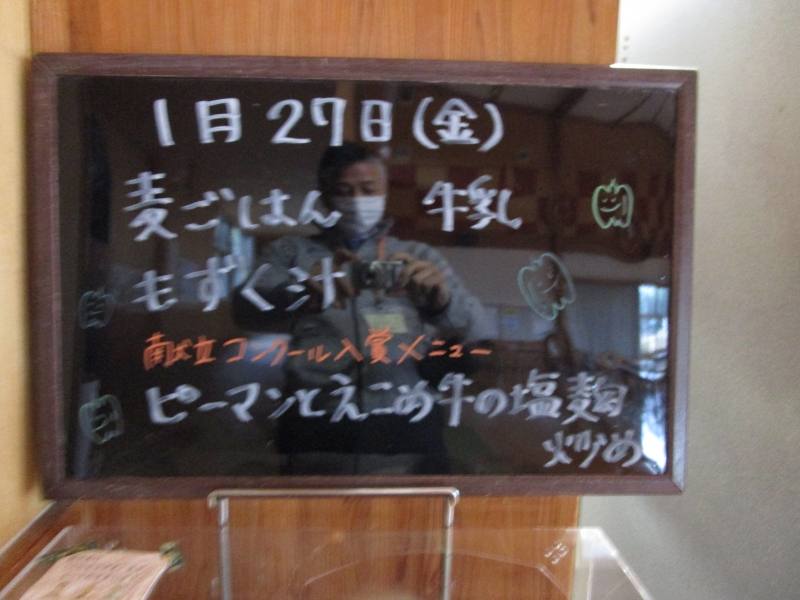 1月27日(金)
麦ごはん 牛乳
もずく汁
献立コンクール入賞メニュー
ピーマンとえこめ牛の塩麹
炒め